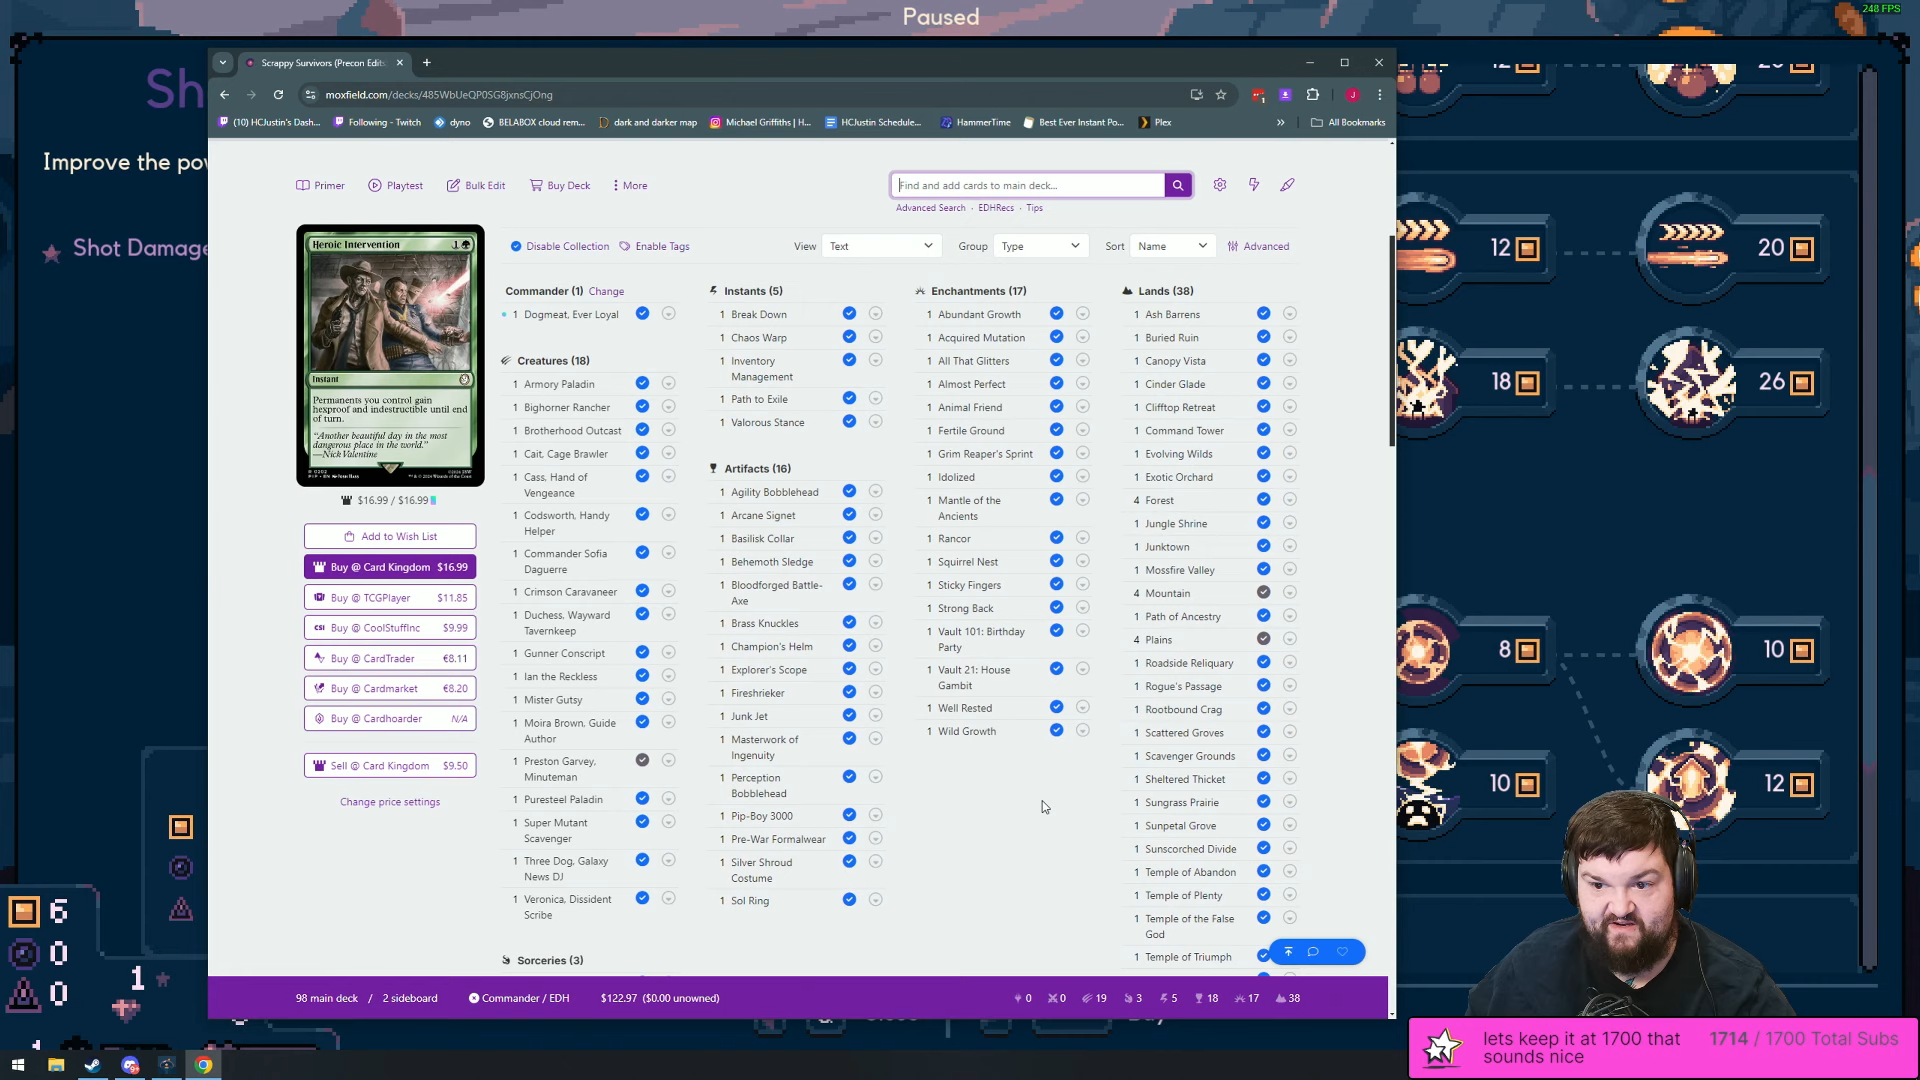 Paused
248 FPS
Sh
Improve the pow
Shot Damage
Scrappy Survivors (Precon Edits
moxfield.com/decks/485WbUeQP0SG8jxnsCjOng
(10) HCJustin's Dash...
Following - Twitch
dyno
BELABOX cloud rem...
dark and darker map
Michael Griffiths | H...
HCJustin Schedule...
HammerTime
Best Ever Instant Po...
Plex
All Bookmarks
Primer
Playtest
Bulk Edit
Buy Deck
More
Find and add cards to main deck...
Advanced Search · EDHRecs · Tips
Heroic Intervention 1
Instant
Permanents you control gain
hexproof and indestructible until end
of turn.
"Another beautiful day in the most
dangerous place in the world."
—Nick Valentine
$16.99 / $16.99
Add to Wish List
Buy @ Card Kingdom $16.99
Buy @ TCGPlayer $11.85
CSI Buy @ CoolStuffInc $9.99
Buy @ CardTrader €8.11
Buy @ Cardmarket €8.20
Buy @ Cardhoarder N/A
Sell @ Card Kingdom $9.50
Change price settings
Disable Collection
Enable Tags
View Text
Group Type
Sort Name
Advanced
Commander (1) Change
1 Dogmeat, Ever Loyal
Creatures (18)
1 Armory Paladin
1 Bighorner Rancher
1 Brotherhood Outcast
1 Cait, Cage Brawler
1 Cass, Hand of
Vengeance
1 Codsworth, Handy
Helper
1 Commander Sofia
Daguerre
1 Crimson Caravaneer
1 Duchess, Wayward
Tavernkeep
1 Gunner Conscript
1 Ian the Reckless
1 Mister Gutsy
1 Moira Brown, Guide
Author
1 Preston Garvey,
Minuteman
1 Puresteel Paladin
1 Super Mutant
Scavenger
1 Three Dog, Galaxy
News DJ
1 Veronica, Dissident
Scribe
Sorceries (3)
Instants (5)
1 Break Down
1 Chaos Warp
1 Inventory
Management
1 Path to Exile
1 Valorous Stance
Artifacts (16)
1 Agility Bobblehead
1 Arcane Signet
1 Basilisk Collar
1 Behemoth Sledge
1 Bloodforged Battle-
Axe
1 Brass Knuckles
1 Champion's Helm
1 Explorer's Scope
1 Fireshrieker
1 Junk Jet
1 Masterwork of
Ingenuity
1 Perception
Bobblehead
1 Pip-Boy 3000
1 Pre-War Formalwear
1 Silver Shroud
Costume
1 Sol Ring
Enchantments (17)
1 Abundant Growth
1 Acquired Mutation
1 All That Glitters
1 Almost Perfect
1 Animal Friend
1 Fertile Ground
1 Grim Reaper's Sprint
1 Idolized
1 Mantle of the
Ancients
1 Rancor
1 Squirrel Nest
1 Sticky Fingers
1 Strong Back
1 Vault 101: Birthday
Party
1 Vault 21: House
Gambit
1 Well Rested
1 Wild Growth
Lands (38)
1 Ash Barrens
1 Buried Ruin
1 Canopy Vista
1 Cinder Glade
1 Clifftop Retreat
1 Command Tower
1 Evolving Wilds
1 Exotic Orchard
4 Forest
1 Jungle Shrine
1 Junktown
1 Mossfire Valley
4 Mountain
1 Path of Ancestry
4 Plains
1 Roadside Reliquary
1 Rogue's Passage
1 Rootbound Crag
1 Scattered Groves
1 Scavenger Grounds
1 Sheltered Thicket
1 Sungrass Prairie
1 Sunpetal Grove
1 Sunscorched Divide
1 Temple of Abandon
1 Temple of Plenty
1 Temple of the False
God
1 Temple of Triumph
98 main deck / 2 sideboard
Commander / EDH
$122.97 ($0.00 unowned)
0 0 19 3 5 18 17 38
12 20
18 26
8 10
10 12
6
0
0
1
lets keep it at 1700 that
sounds nice
1714 / 1700 Total Subs